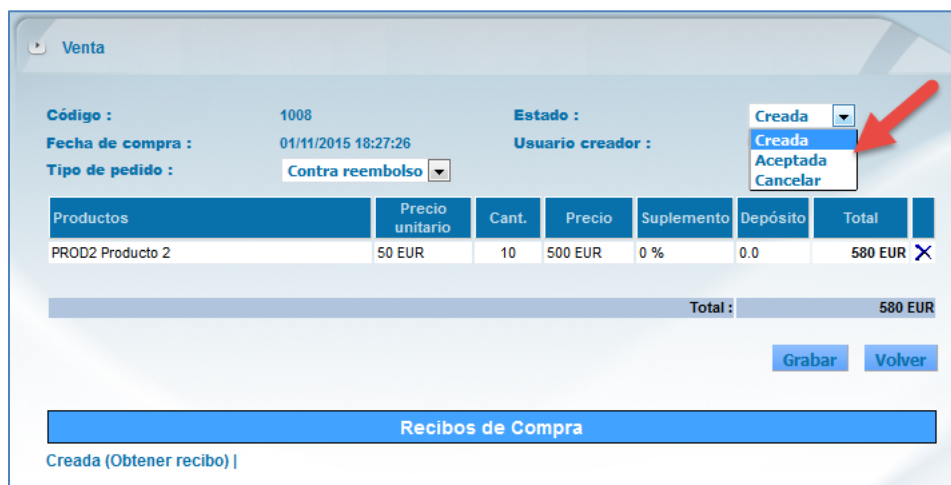 Venta
Código : 1008 Estado : Creada
Fecha de compra : 01/11/2015 18:27:26 Usuario creador : Creada
Aceptada
Tipo de pedido : Contra reembolso Cancelar
Productos Precio unitario Cant. Precio Suplemento Depósito Total
PROD2 Producto 2 50 EUR 10 500 EUR 0 % 0.0 580 EUR
Total : 580 EUR
Grabar Volver
Recibos de Compra
Creada (Obtener recibo) |